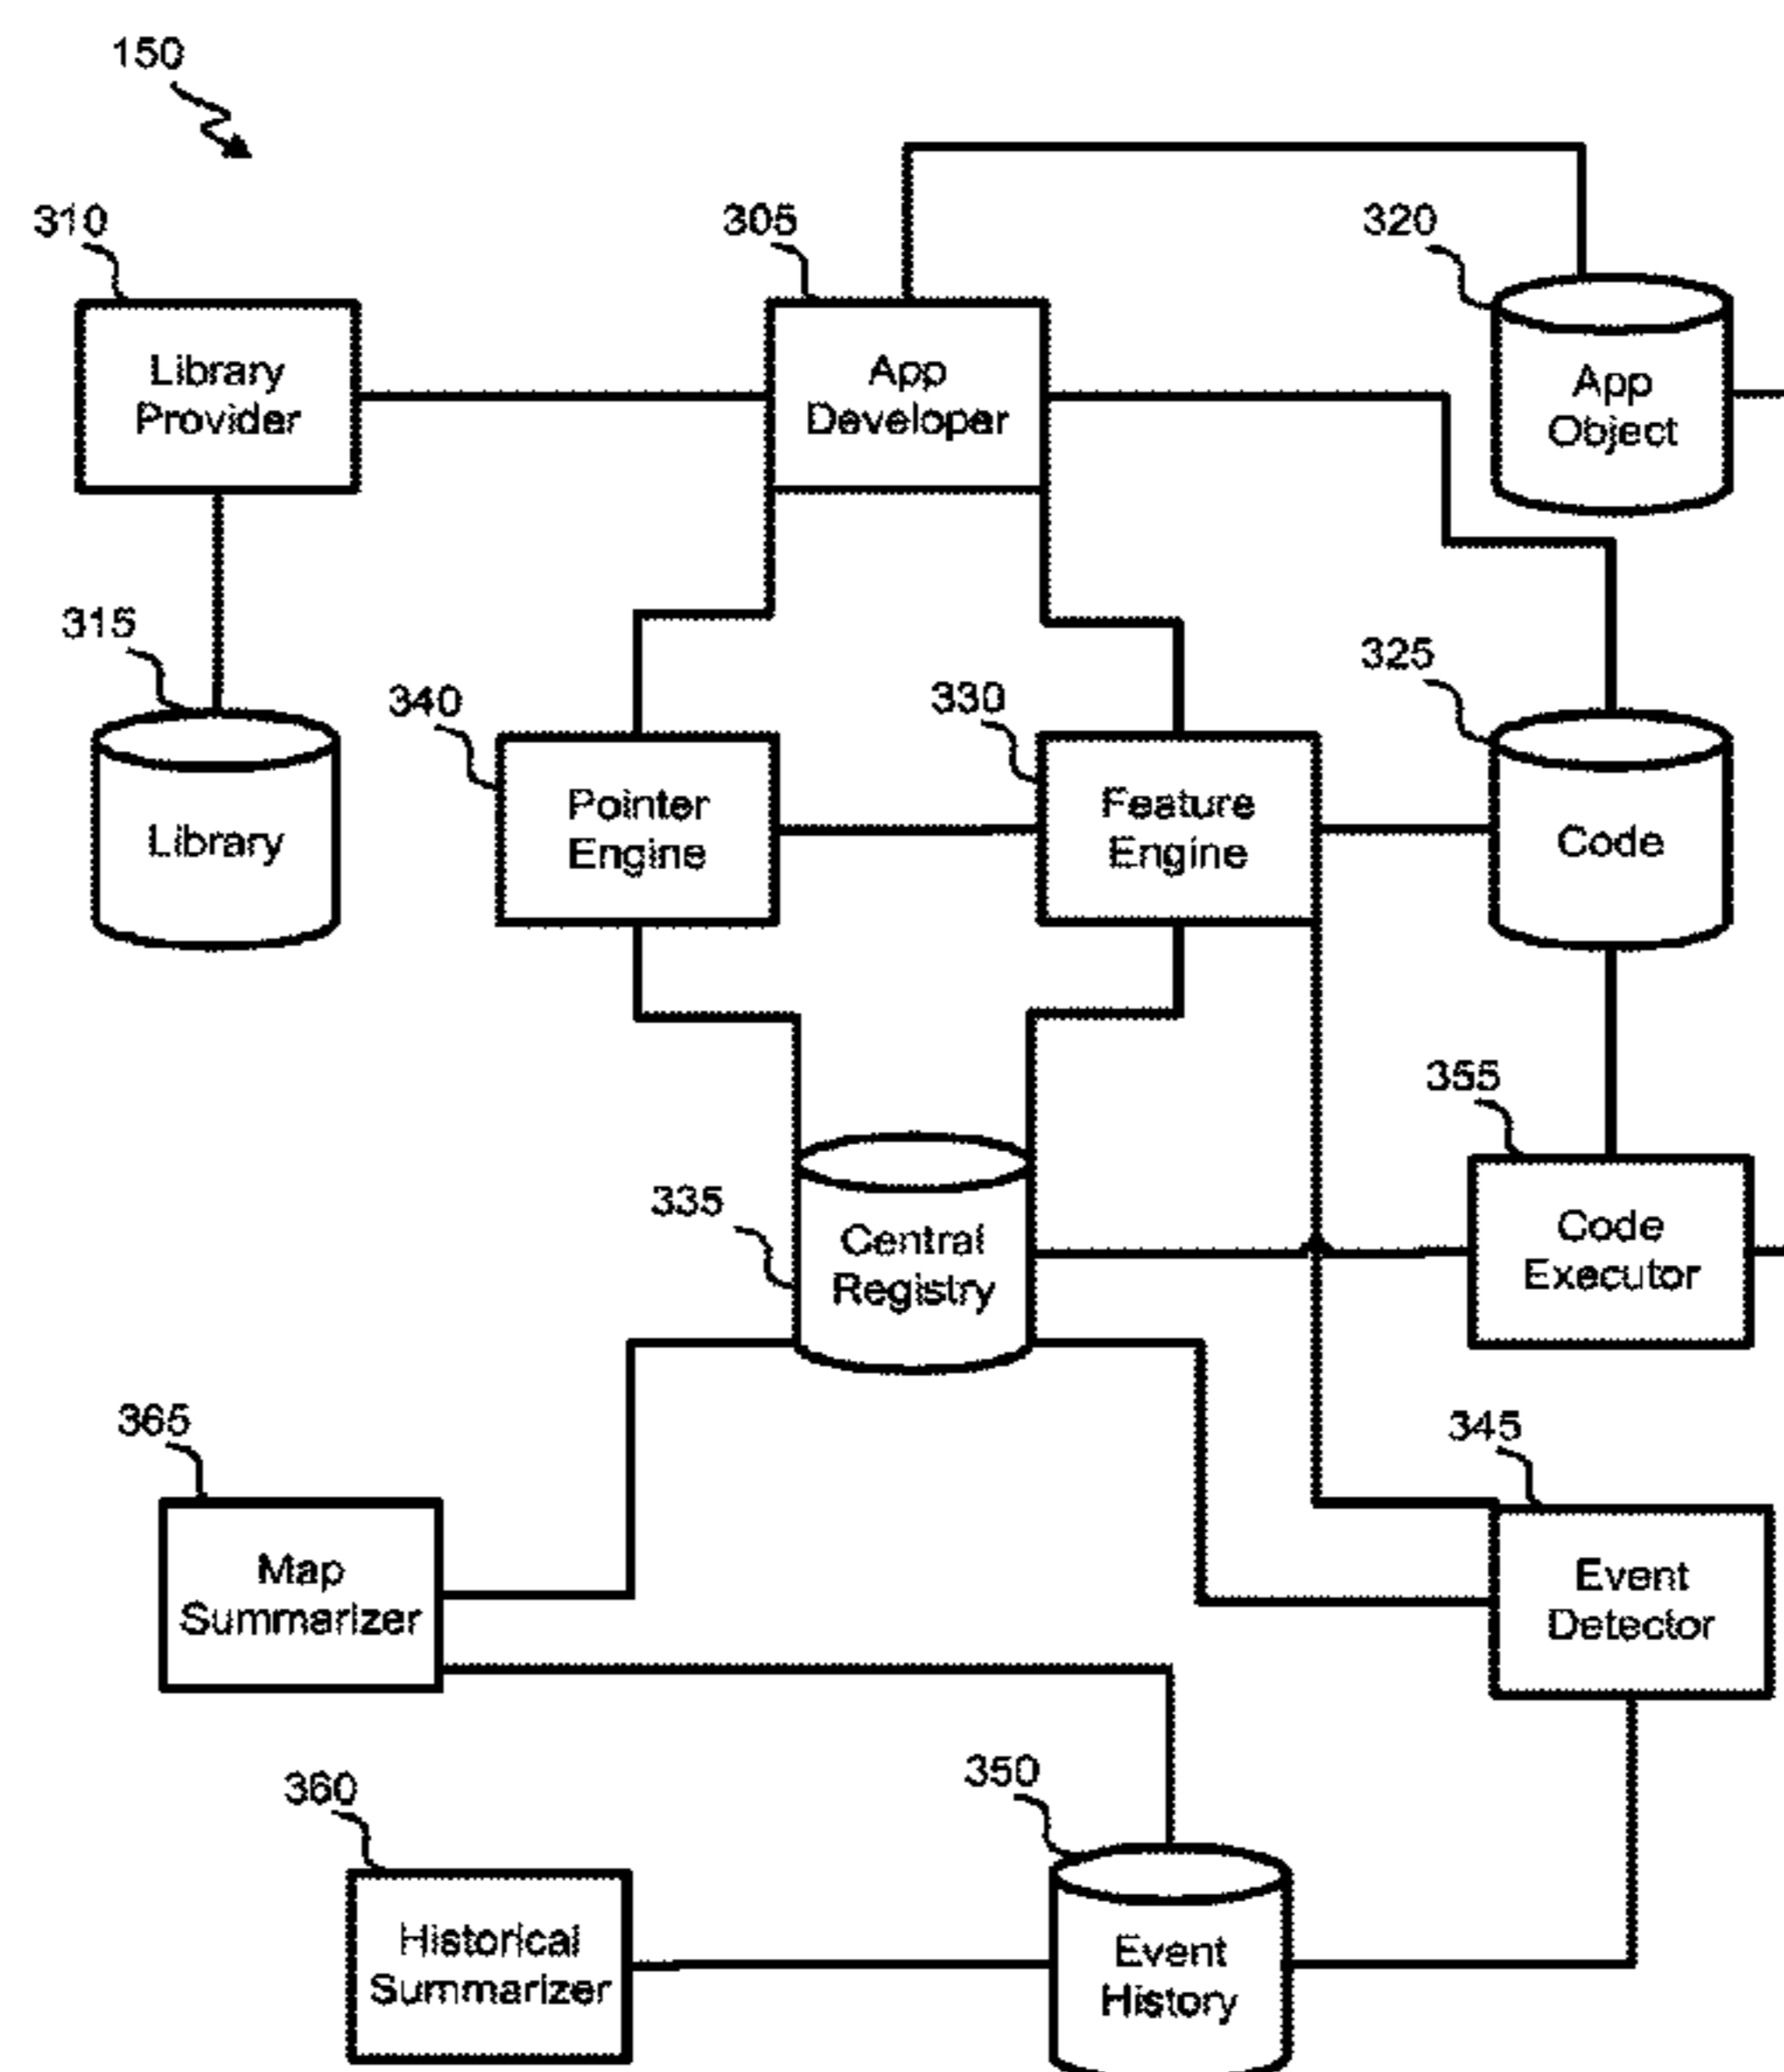 150
310
305
320
Library
Provider
App
Developer
App
Object
315
340
330
325
Library
Pointer
Engine
Feature
Engine
Code
355
335
Central
Registry
Code
Executor
365
345
Map
Summarizer
Event
Detector
360
350
Historical
Summarizer
Event
History